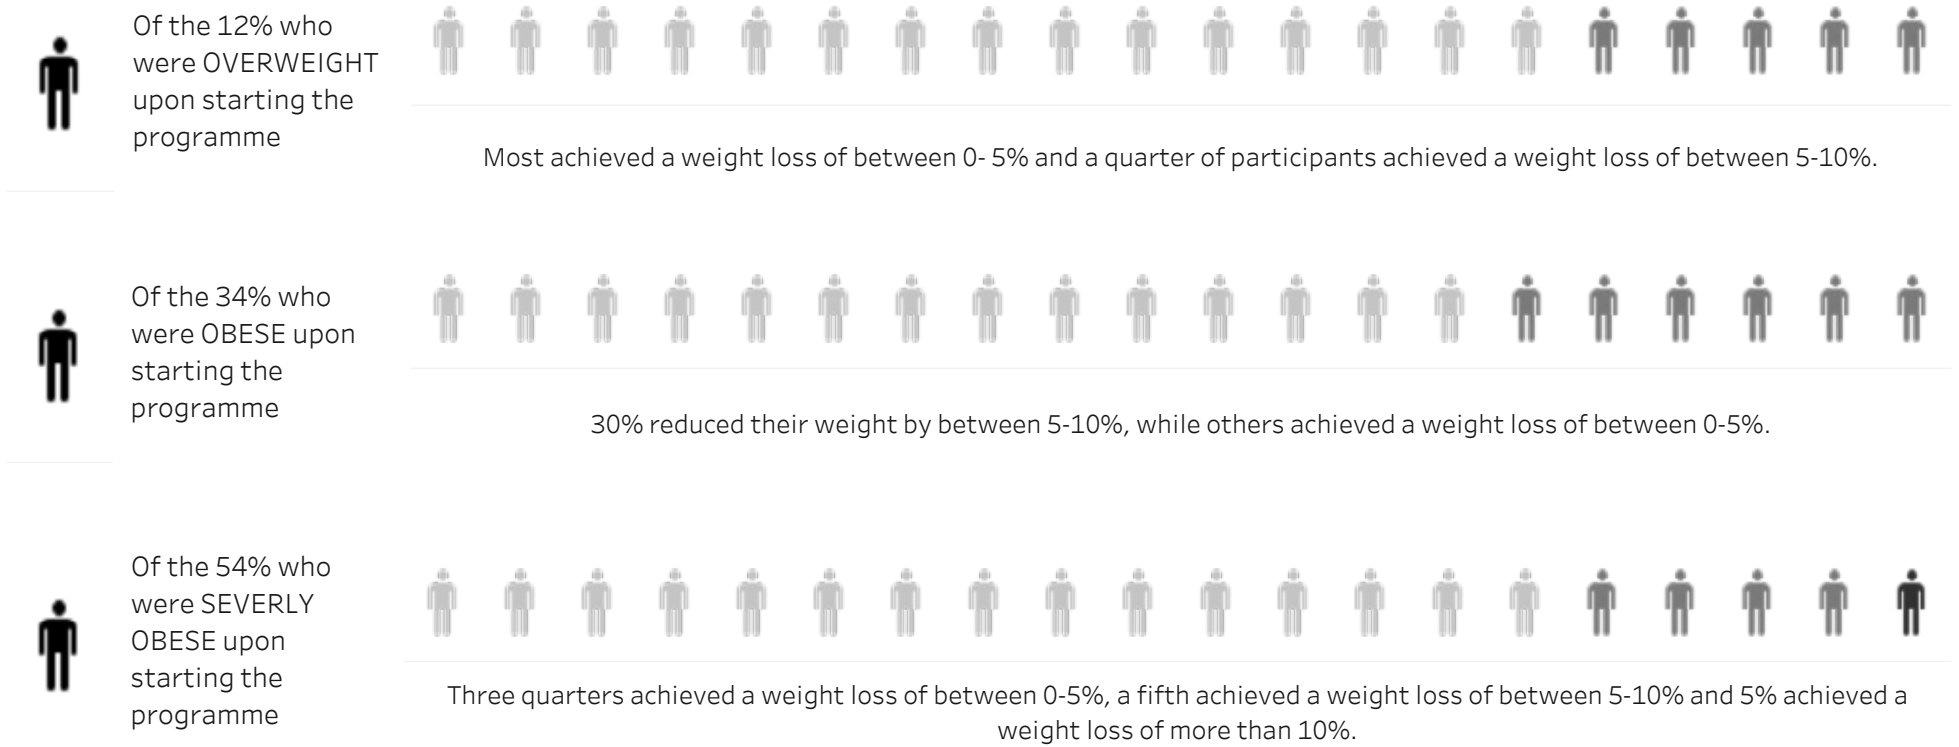 Of the 12% who
were OVERWEIGHT
upon starting the
programme
Most achieved a weight loss of between 0- 5% and a quarter of participants achieved a weight loss of between 5-10%.
Of the 34% who
were OBESE upon
starting the
programme
30% reduced their weight by between 5-10%, while others achieved a weight loss of between 0-5%.
Of the 54% who
were SEVERLY
OBESE upon
starting the
programme
Three quarters achieved a weight loss of between 0-5%, a fifth achieved a weight loss of between 5-10% and 5% achieved a
weight loss of more than 10%.